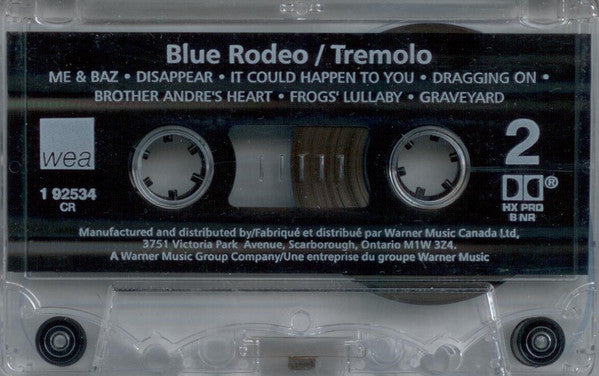 Blue Rodeo / Tremolo
ME & BAZ • DISAPPEAR • IT COULD HAPPEN TO YOU • DRAGGING ON •
BROTHER ANDRE'S HEART • FROGS' LULLABY • GRAVEYARD
wea
2
1 92534
CR
®
HX PRO
B NR
Manufactured and distributed by/Fabriqué et distribué par Warner Music Canada Ltd,
3751 Victoria Park Avenue, Scarborough, Ontario M1W 3Z4.
A Warner Music Group Company/Une entreprise du groupe Warner Music